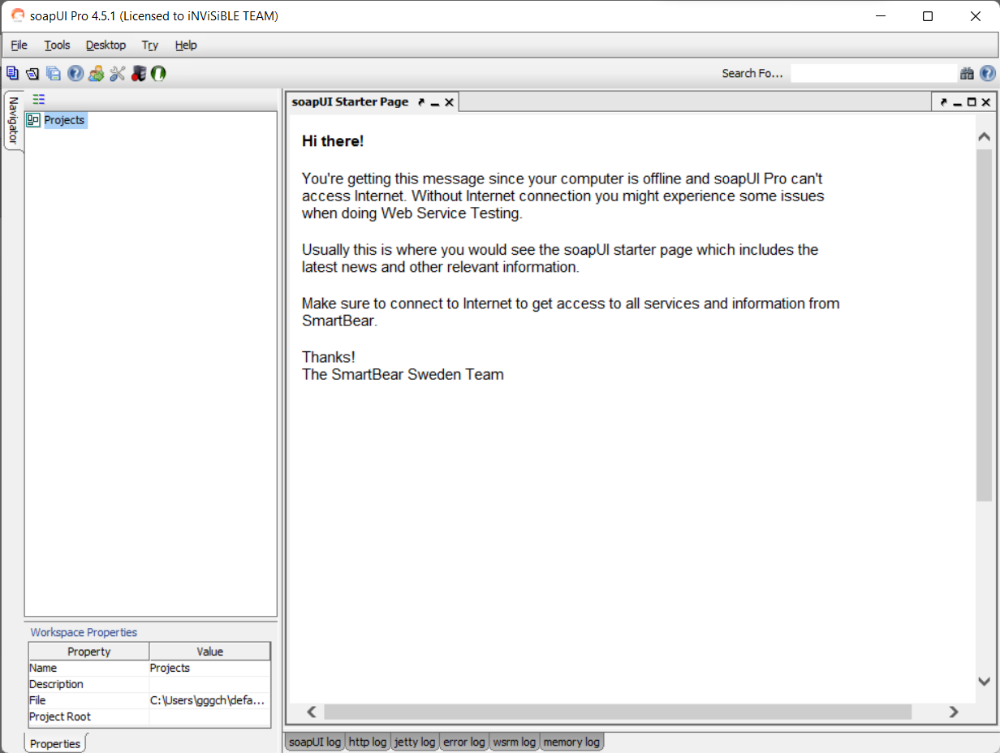 soapUI Pro 4.5.1 (Licensed to iNViSiBLE TEAM)
File Tools Desktop Try Help
Search Fo...
Navigator
Projects
soapUI Starter Page
Hi there!
You're getting this message since your computer is offline and soapUI Pro can't
access Internet. Without Internet connection you might experience some issues
when doing Web Service Testing.
Usually this is where you would see the soapUI starter page which includes the
latest news and other relevant information.
Make sure to connect to Internet to get access to all services and information from
SmartBear.
Thanks!
The SmartBear Sweden Team
Workspace Properties
Property Value
Name Projects
Description
File C:\Users\gggch\defa...
Project Root
Properties
soapUI log http log jetty log error log wsrm log memory log